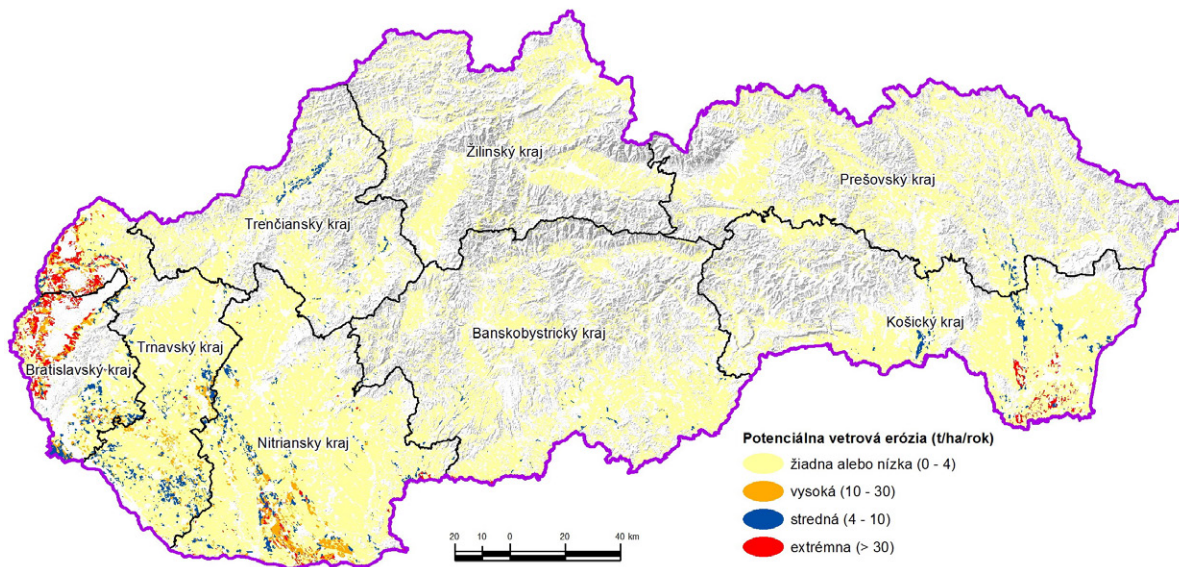 Žilinský kraj
Prešovský kraj
Trenčiansky kraj
Košický kraj
Banskobystrický kraj
Trnavský kraj
Bratislavský kraj
Nitriansky kraj
Potenciálna vetrová erózia (t/ha/rok)
žiadna alebo nízka (0 - 4)
vysoká (10 - 30)
stredná (4 - 10)
extrémna (> 30)
20 10 0 20 40 km